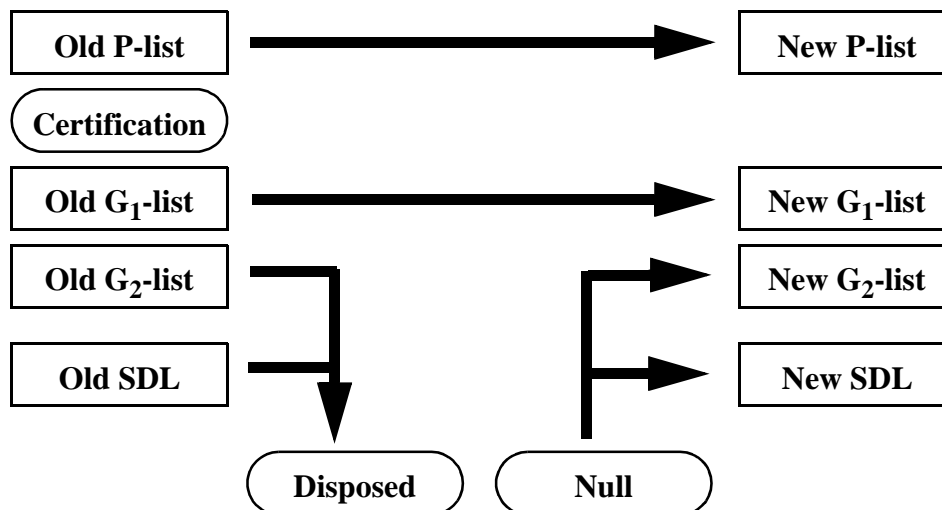 Old P-list
New P-list
Certification
Old G₁-list
New G₁-list
Old G₂-list
New G₂-list
Old SDL
New SDL
Disposed
Null